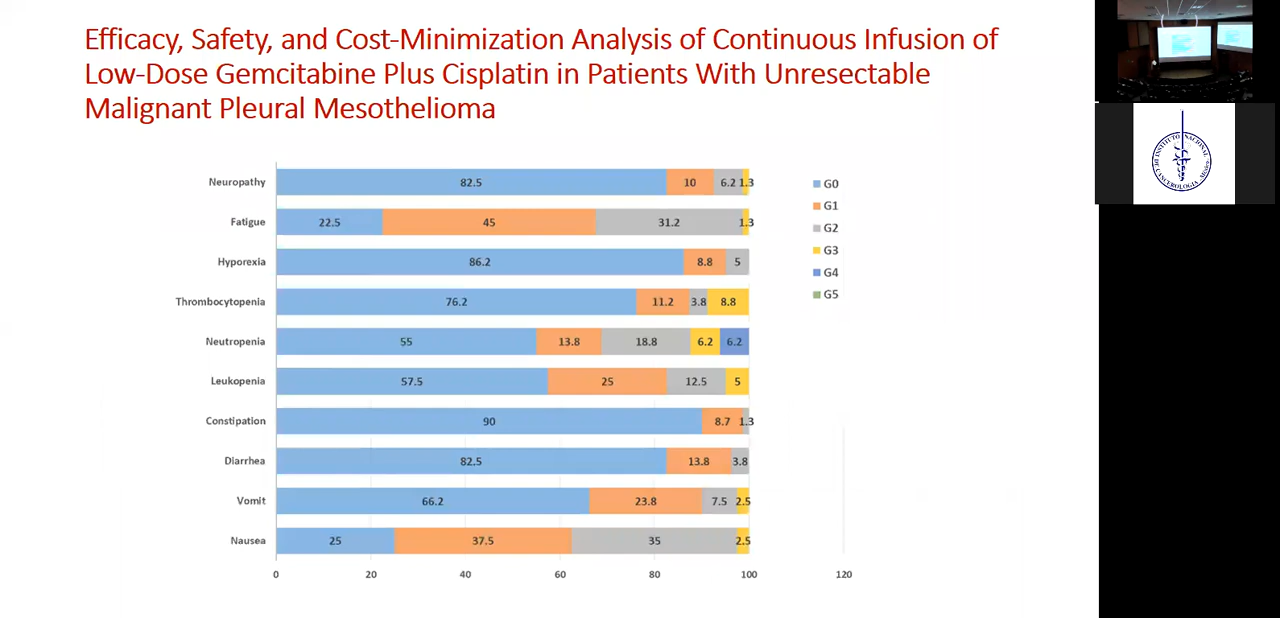 Efficacy, Safety, and Cost-Minimization Analysis of Continuous Infusion of
Low-Dose Gemcitabine Plus Cisplatin in Patients With Unresectable
Malignant Pleural Mesothelioma
INSTITUTO NACIONAL
DE CANCEROLOGIA
Neuropathy 82.5 10 6.2 1.3
Fatigue 22.5 45 31.2 1.3
Hyporexia 86.2 8.8 5
Thrombocytopenia 76.2 11.2 3.8 8.8
Neutropenia 55 13.8 18.8 6.2 6.2
Leukopenia 57.5 25 12.5 5
Constipation 90 8.7 1.3
Diarrhea 82.5 13.8 3.8
Vomit 66.2 23.8 7.5 2.5
Nausea 25 37.5 35 2.5
0 20 40 60 80 100 120
G0
G1
G2
G3
G4
G5